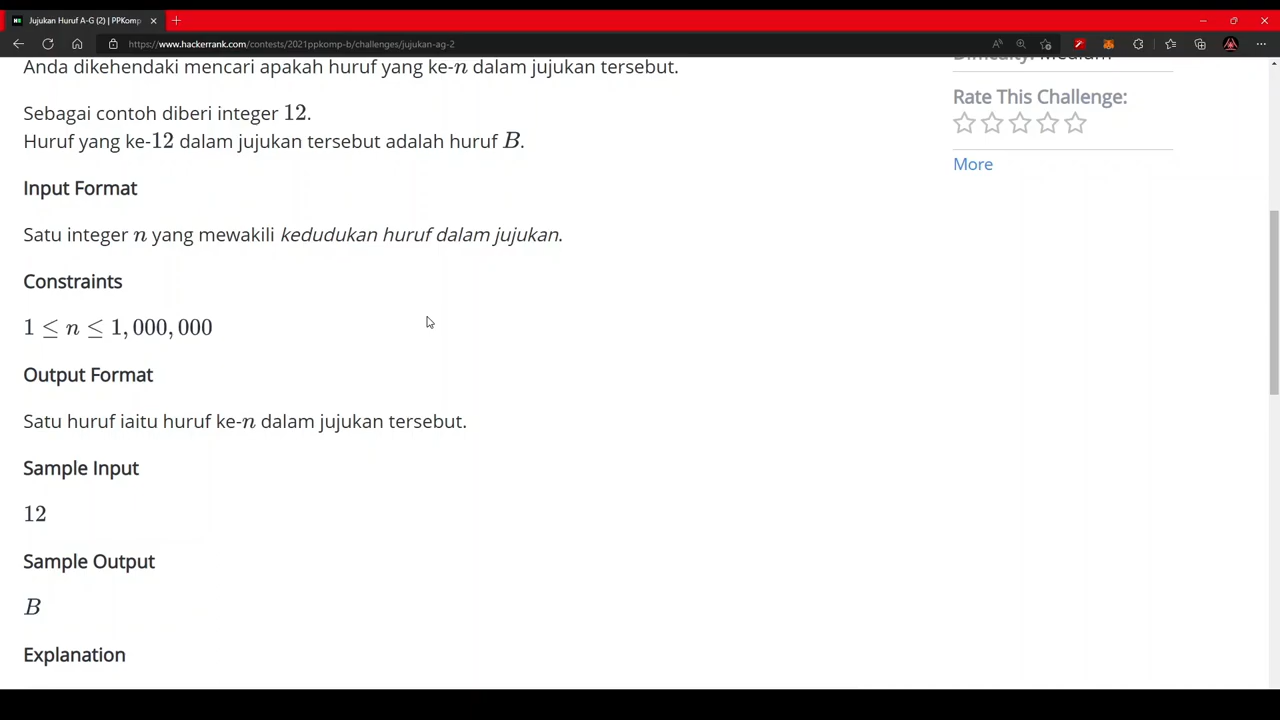 Jujukan Huruf A-G (2) | PPKomp
https://www.hackerrank.com/contests/2021ppkomp-b/challenges/jujukan-ag-2
Anda dikehendaki mencari apakah huruf yang ke-n dalam jujukan tersebut.
Difficulty: Medium
Rate This Challenge:
More
Sebagai contoh diberi integer 12.
Huruf yang ke-12 dalam jujukan tersebut adalah huruf B.
Input Format
Satu integer n yang mewakili kedudukan huruf dalam jujukan.
Constraints
1 ≤ n ≤ 1,000,000
Output Format
Satu huruf iaitu huruf ke-n dalam jujukan tersebut.
Sample Input
12
Sample Output
B
Explanation